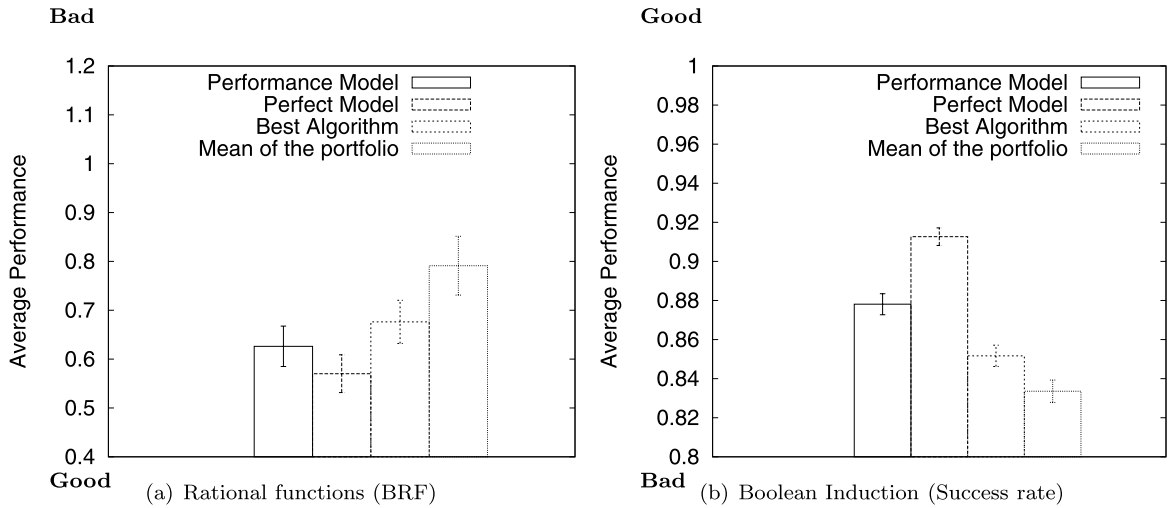 Bad
Average Performance
1.2
1.1
1
0.9
0.8
0.7
0.6
0.5
0.4
Performance Model
Perfect Model
Best Algorithm
Mean of the portfolio
Good
(a) Rational functions (BRF)
Good
Average Performance
1
0.98
0.96
0.94
0.92
0.9
0.88
0.86
0.84
0.82
0.8
Performance Model
Perfect Model
Best Algorithm
Mean of the portfolio
Bad
(b) Boolean Induction (Success rate)